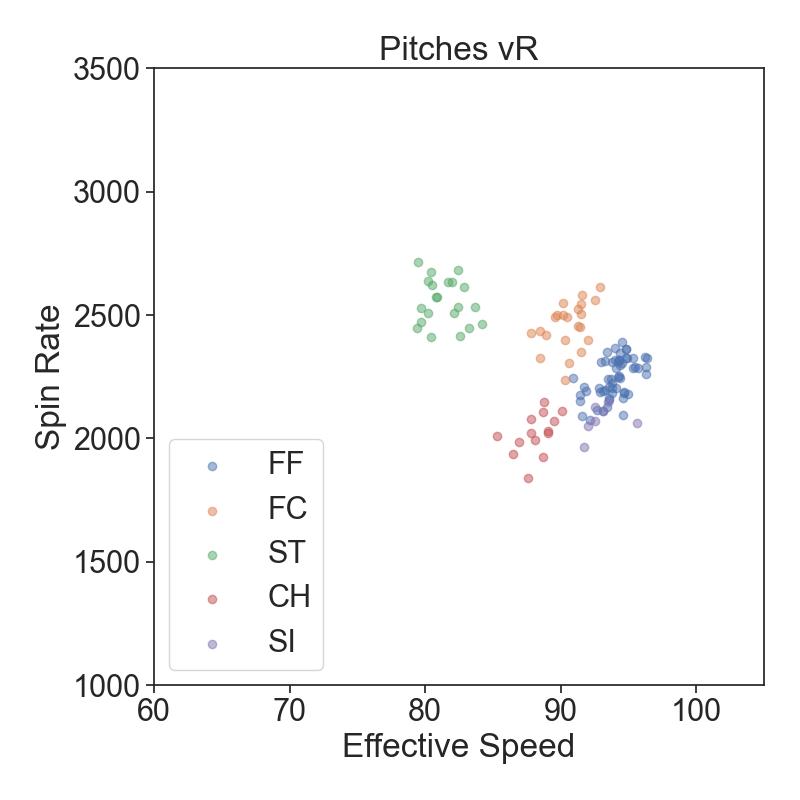 Pitches vR
3500
3000
2500
2000
1500
1000
Spin Rate
FF
FC
ST
CH
SI
60 70 80 90 100
Effective Speed